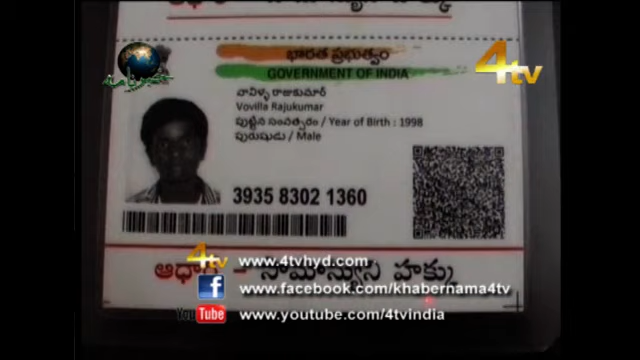 భారత ప్రభుత్వం
GOVERNMENT OF INDIA
4tv
వావిళ్ళ రాజుకుమార్
Vovilla Rajukumar
పుట్టిన సంవత్సరం / Year of Birth : 1998
పురుషుడు / Male
3935 8302 1360
4tv www.4tvhyd.com
ఆధార్ – సామాన్యుని హక్కు
f www.facebook.com/khabernama4tv
YouTube www.youtube.com/4tvindia